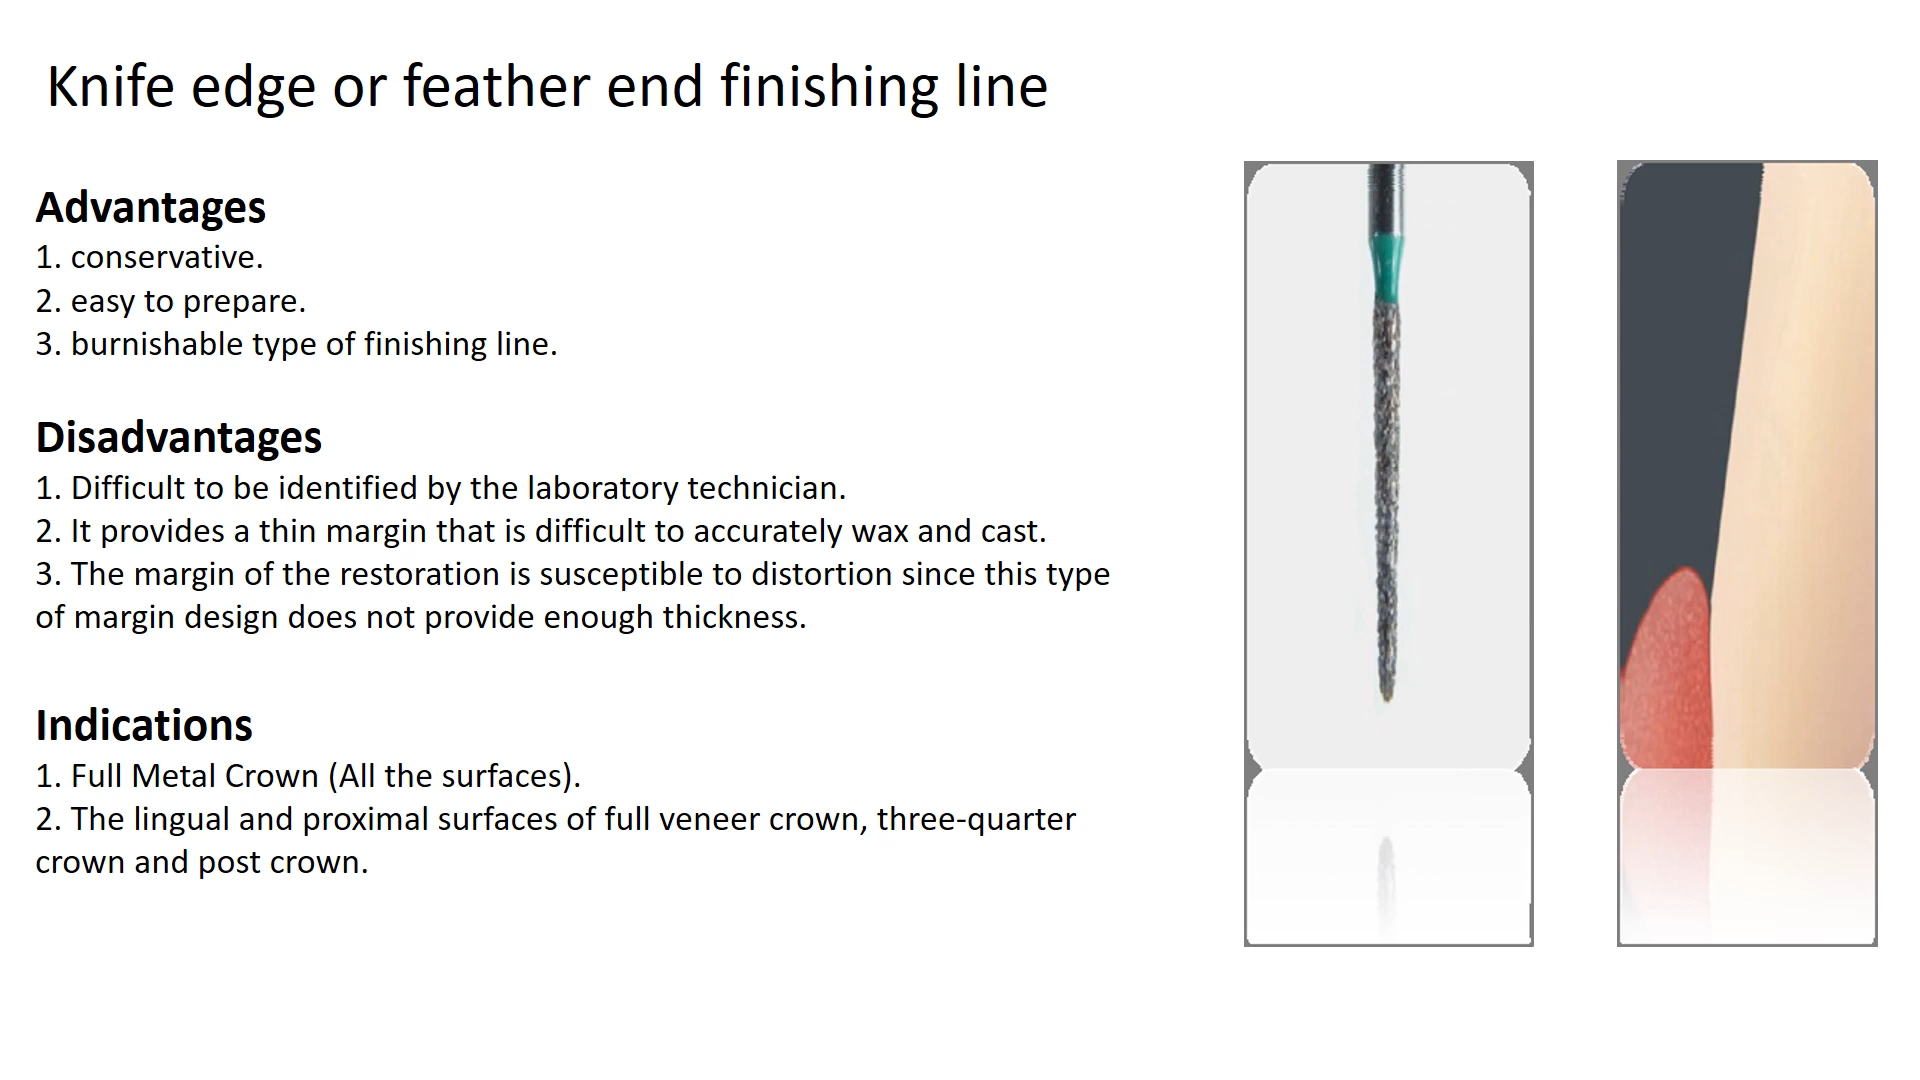 Knife edge or feather end finishing line
Advantages
1. conservative.
2. easy to prepare.
3. burnishable type of finishing line.
Disadvantages
1. Difficult to be identified by the laboratory technician.
2. It provides a thin margin that is difficult to accurately wax and cast.
3. The margin of the restoration is susceptible to distortion since this type
of margin design does not provide enough thickness.
Indications
1. Full Metal Crown (All the surfaces).
2. The lingual and proximal surfaces of full veneer crown, three-quarter
crown and post crown.